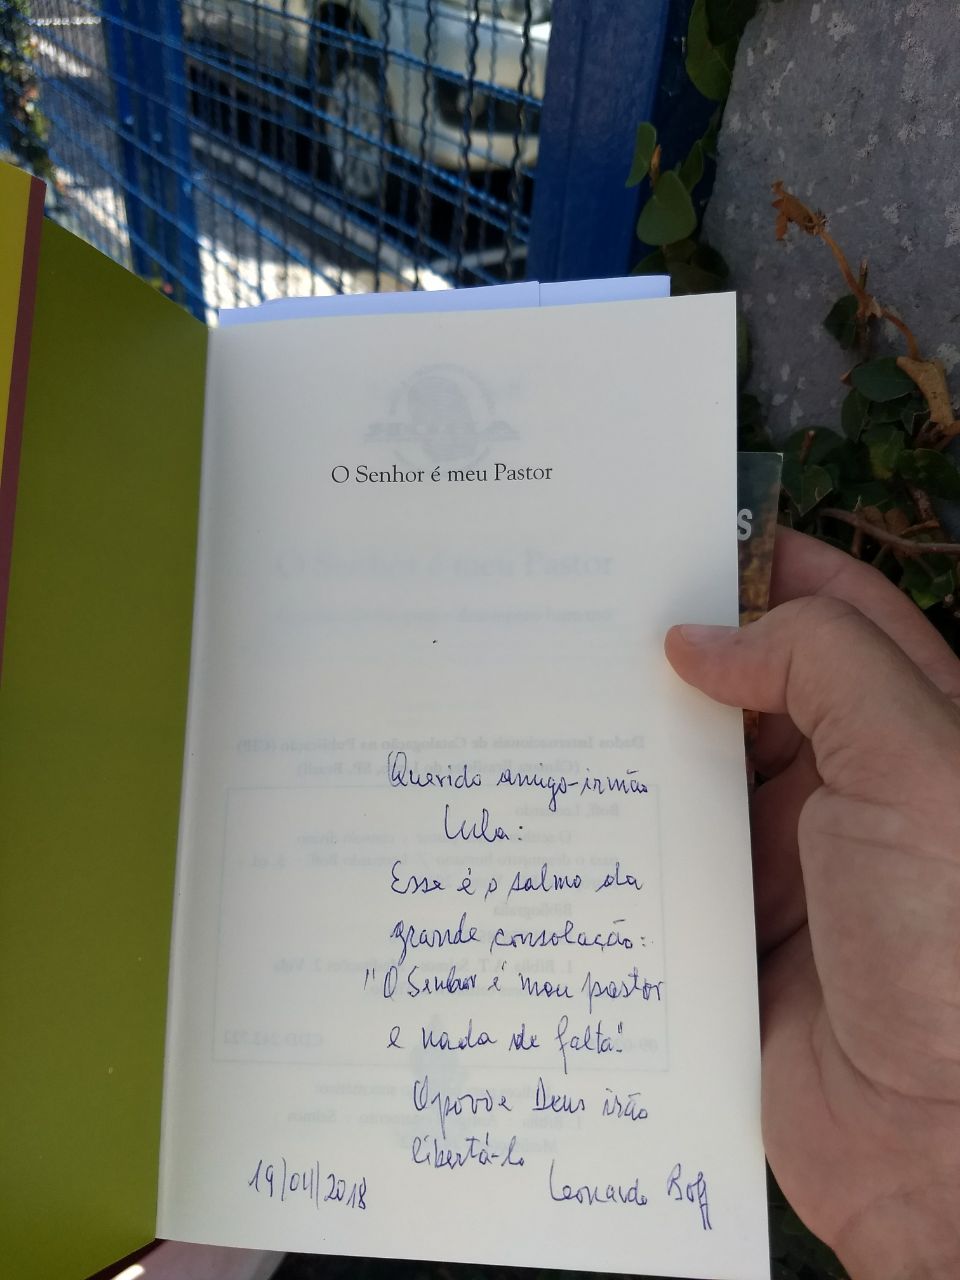 O Senhor é meu Pastor
S
Querido amigo-irmão
Lula:
Esse é o salmo da
grande consolação:
"O Senhor é meu pastor
e nada de falta".
O povo e Deus irão
libertá-lo
19/04/2018
Leonardo Boff